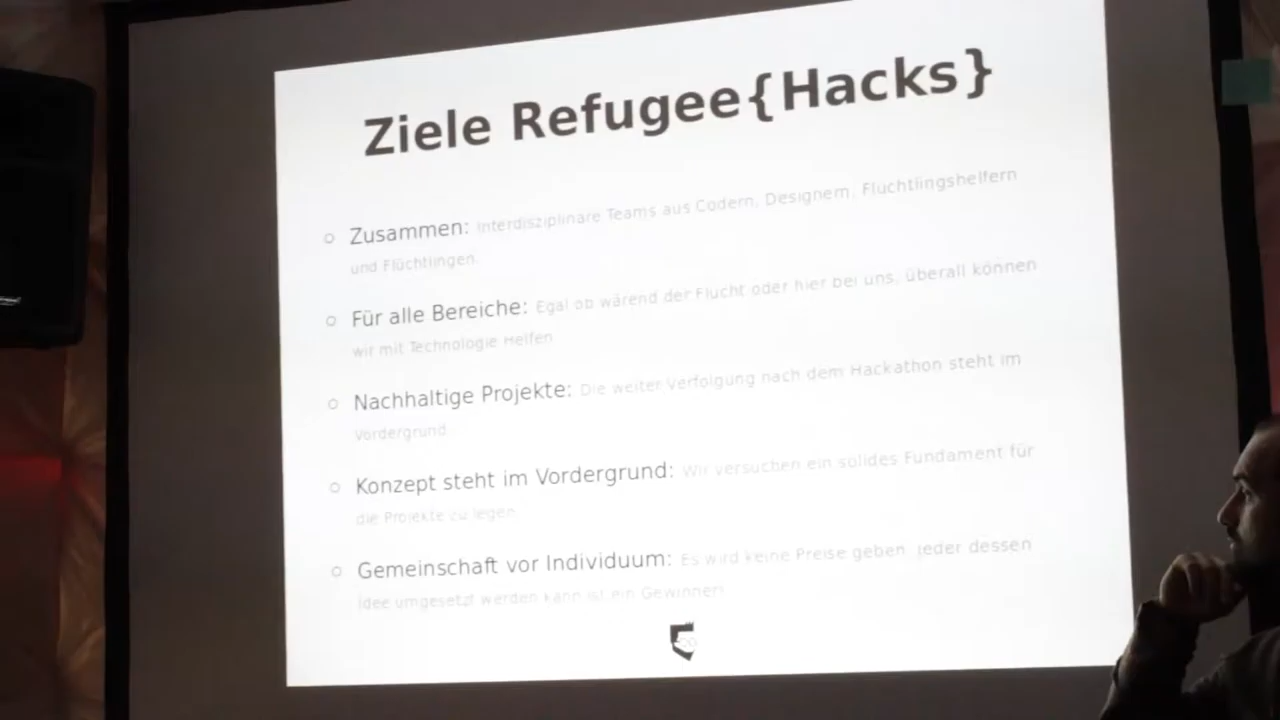 Ziele Refugee{Hacks}
Zusammen: Interdisziplinäre Teams aus Codern, Designern, Flüchtlingshelfern
und Flüchtlingen.
Für alle Bereiche: Egal ob wärend der Flucht oder hier bei uns, überall können
wir mit Technologie Helfen.
Nachhaltige Projekte: Die weiter Verfolgung nach dem Hackathon steht im
Vordergrund.
Konzept steht im Vordergrund: Wir versuchen ein solides Fundament für
die Projekte zu legen.
Gemeinschaft vor Individuum: Es wird keine Preise geben, jeder dessen
Idee umgesetzt werden kann ist ein Gewinner!